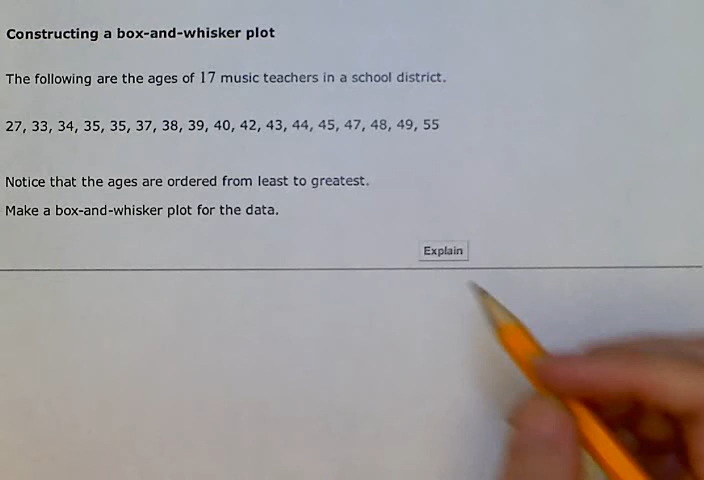 Constructing a box-and-whisker plot
The following are the ages of 17 music teachers in a school district.
27, 33, 34, 35, 35, 37, 38, 39, 40, 42, 43, 44, 45, 47, 48, 49, 55
Notice that the ages are ordered from least to greatest.
Make a box-and-whisker plot for the data.
Explain